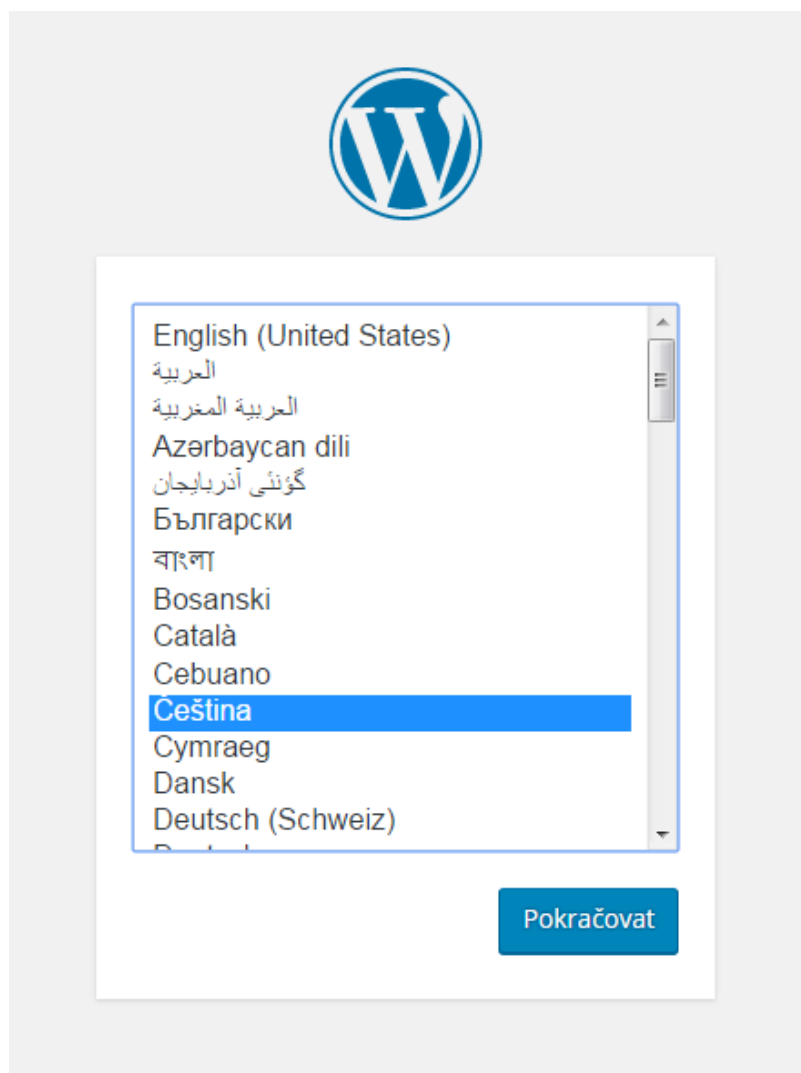 English (United States)
العربية
العربية المغربية
Azərbaycan dili
گؤنئی آذربایجان
Български
বাংলা
Bosanski
Català
Cebuano
Čeština
Cymraeg
Dansk
Deutsch (Schweiz)
Pokračovat